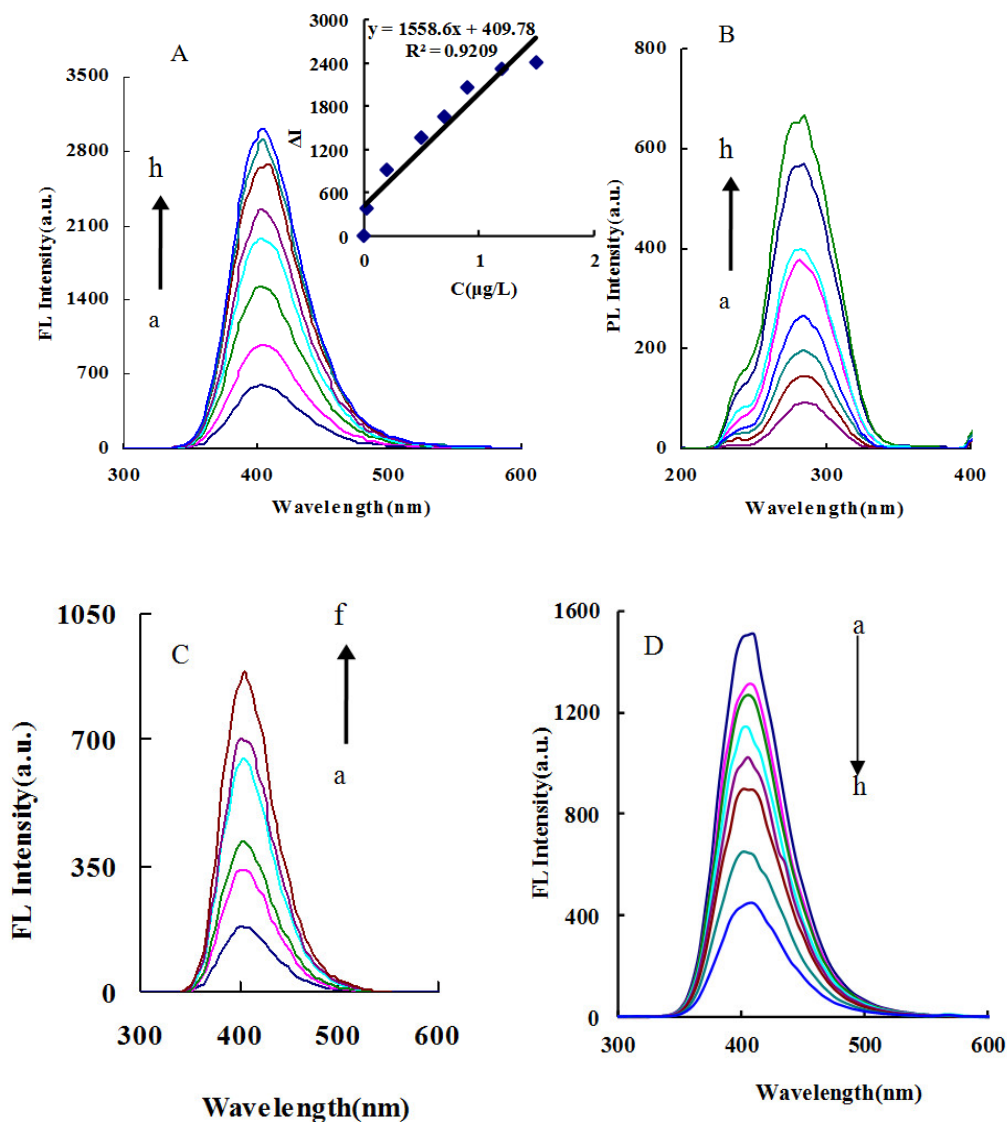 A
3500
2800
2100
1400
700
0
300
400
500
600
FL Intensity(a.u.)
Wavelength(nm)
h
a
y = 1558.6x + 409.78
R² = 0.9209
3000
2400
1800
1200
600
0
0
1
2
ΔI
C(µg/L)
B
800
600
400
200
0
200
300
400
PL Intensity(a.u.)
Wavelength(nm)
h
a
C
1050
700
350
0
300
400
500
600
FL Intensity(a.u.)
Wavelength(nm)
f
a
D
1600
1200
800
400
0
300
400
500
600
FL Intensity(a.u.)
Wavelength(nm)
a
h